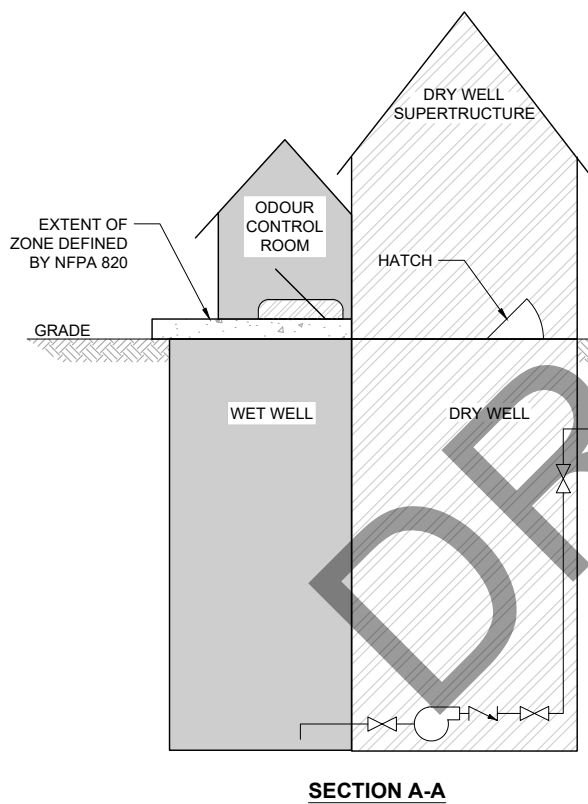 DRY WELL
SUPERTRUCTURE
ODOUR
CONTROL
ROOM
EXTENT OF
ZONE DEFINED
BY NFPA 820
HATCH
GRADE
WET WELL
DRY WELL
DR
SECTION A-A